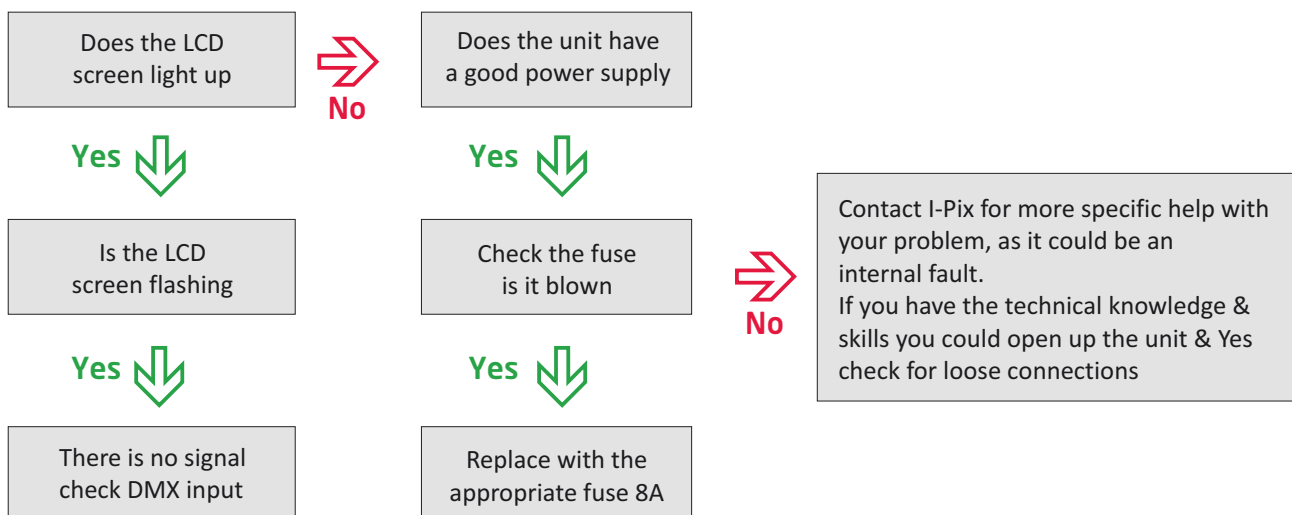 Does the LCD
screen light up
No
Does the unit have
a good power supply
Yes
Yes
Is the LCD
screen flashing
Check the fuse
is it blown
No
Contact I-Pix for more specific help with
your problem, as it could be an
internal fault.
If you have the technical knowledge &
skills you could open up the unit & Yes
check for loose connections
Yes
Yes
There is no signal
check DMX input
Replace with the
appropriate fuse 8A